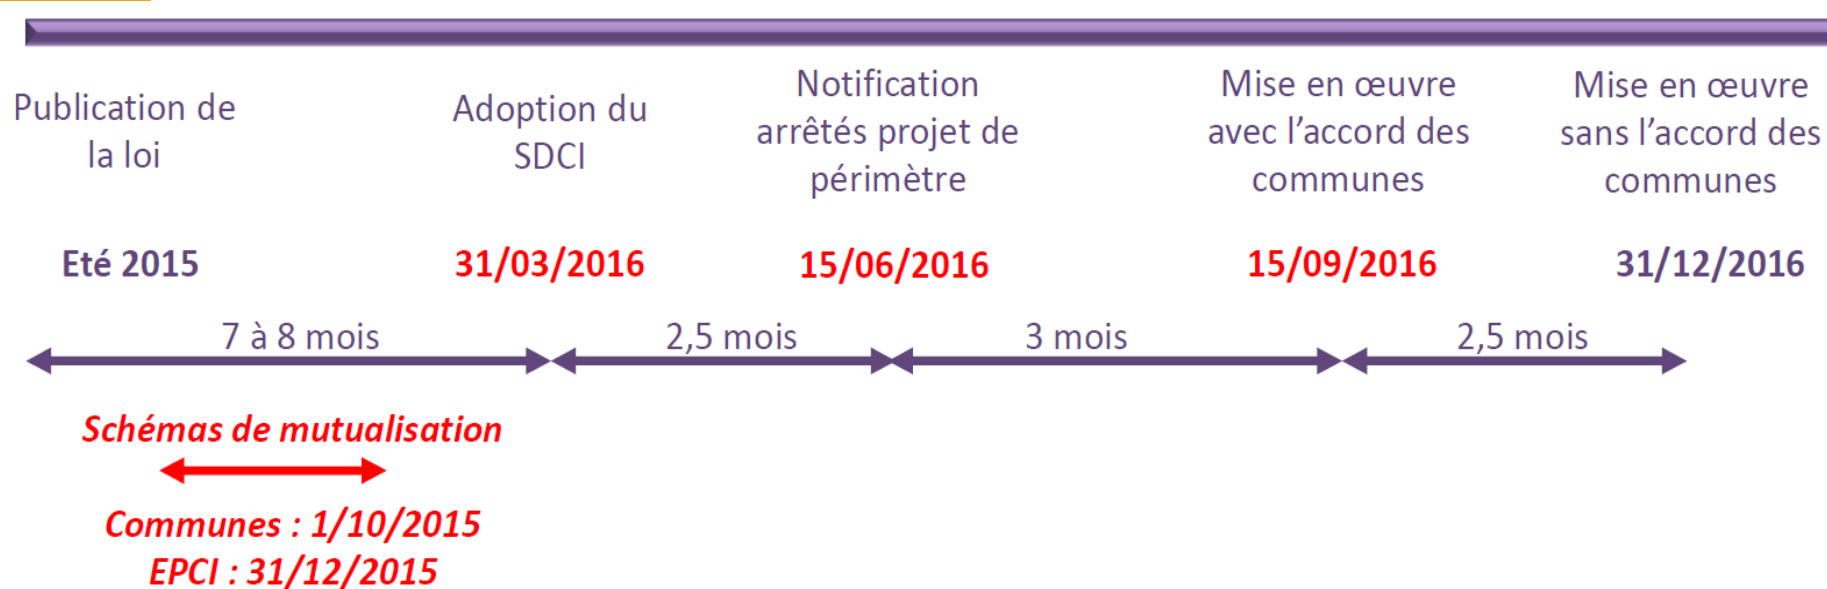 Publication de
la loi
Adoption du
SDCI
Notification
arrêtés projet de
périmètre
Mise en œuvre
avec l’accord des
communes
Mise en œuvre
sans l’accord des
communes
Eté 2015
31/03/2016
15/06/2016
15/09/2016
31/12/2016
7 à 8 mois
2,5 mois
3 mois
2,5 mois
Schémas de mutualisation
Communes : 1/10/2015
EPCI : 31/12/2015